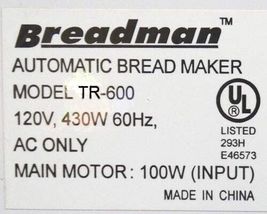 Breadman™
AUTOMATIC BREAD MAKER
MODEL TR-600
120V, 430W 60Hz,
AC ONLY
MAIN MOTOR: 100W (INPUT)
UL
LISTED
293H
E46573
MADE IN CHINA